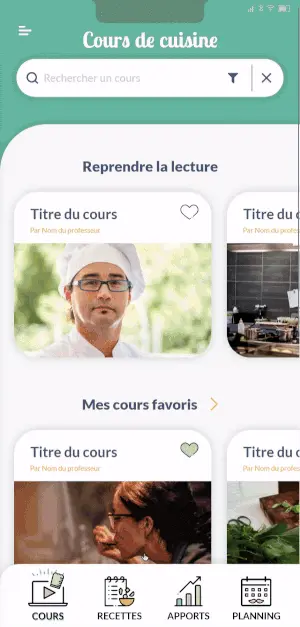 Cours de cuisine
Rechercher un cours
Reprendre la lecture
Titre du cours
Par Nom du professeur
Titre du c
Par Nom du profess
Mes cours favoris
Titre du cours
Par Nom du professeur
Titre du c
Par Nom du profess
COURS
RECETTES
APPORTS
PLANNING